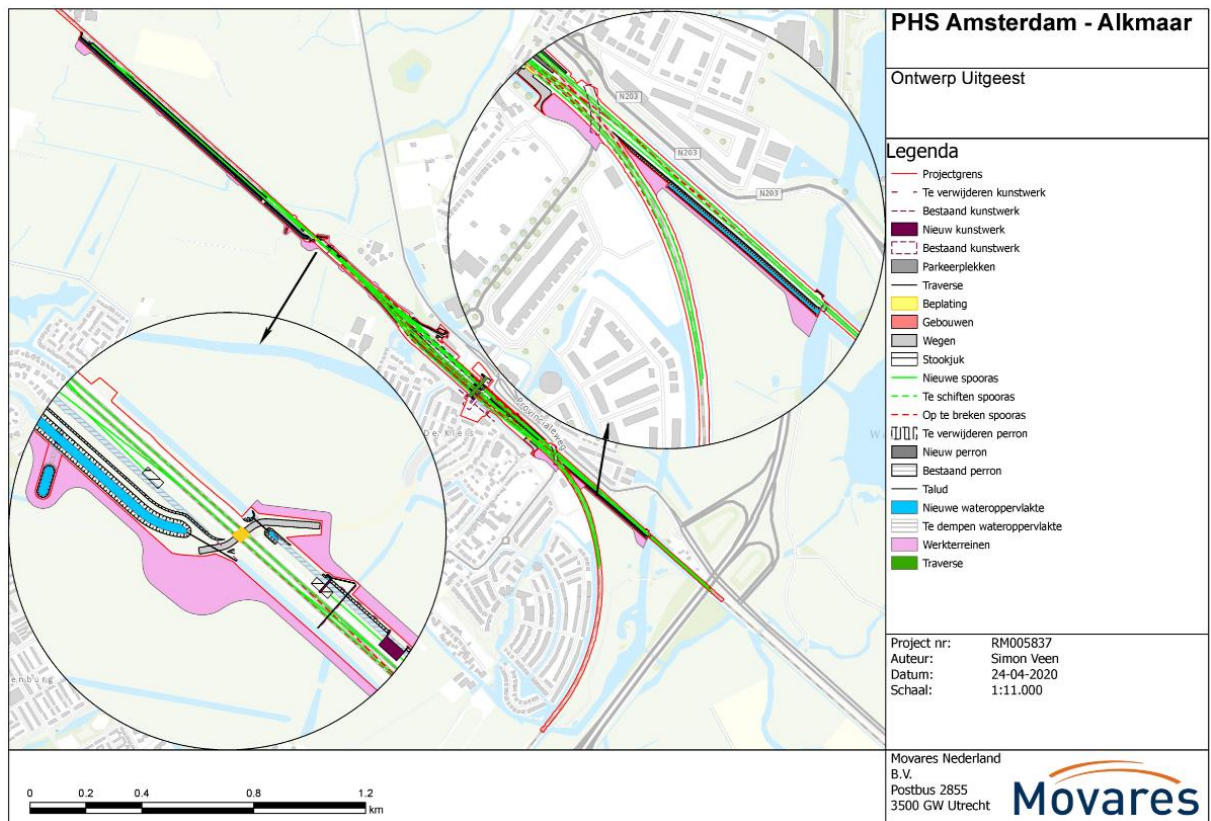 PHS Amsterdam - Alkmaar
Ontwerp Uitgeest
Legenda
Projectgrens
Te verwijderen kunstwerk
Bestaand kunstwerk
Nieuw kunstwerk
Bestaand kunstwerk
Parkeerplekken
Traverse
Beplating
Gebouwen
Wegen
Stookjuk
Nieuwe spooras
Te schiften spooras
Op te breken spooras
Te verwijderen perron
Nieuw perron
Bestaand perron
Talud
Nieuwe wateroppervlakte
Te dempen wateroppervlakte
Werkterreinen
Traverse
Project nr: RM005837
Auteur: Simon Veen
Datum: 24-04-2020
Schaal: 1:11.000
Movares Nederland
B.V.
Postbus 2855
3500 GW Utrecht
Movares
N203
N203
N203
Provincialeweg
De Kleis
enburg
0 0.2 0.4 0.8 1.2
km